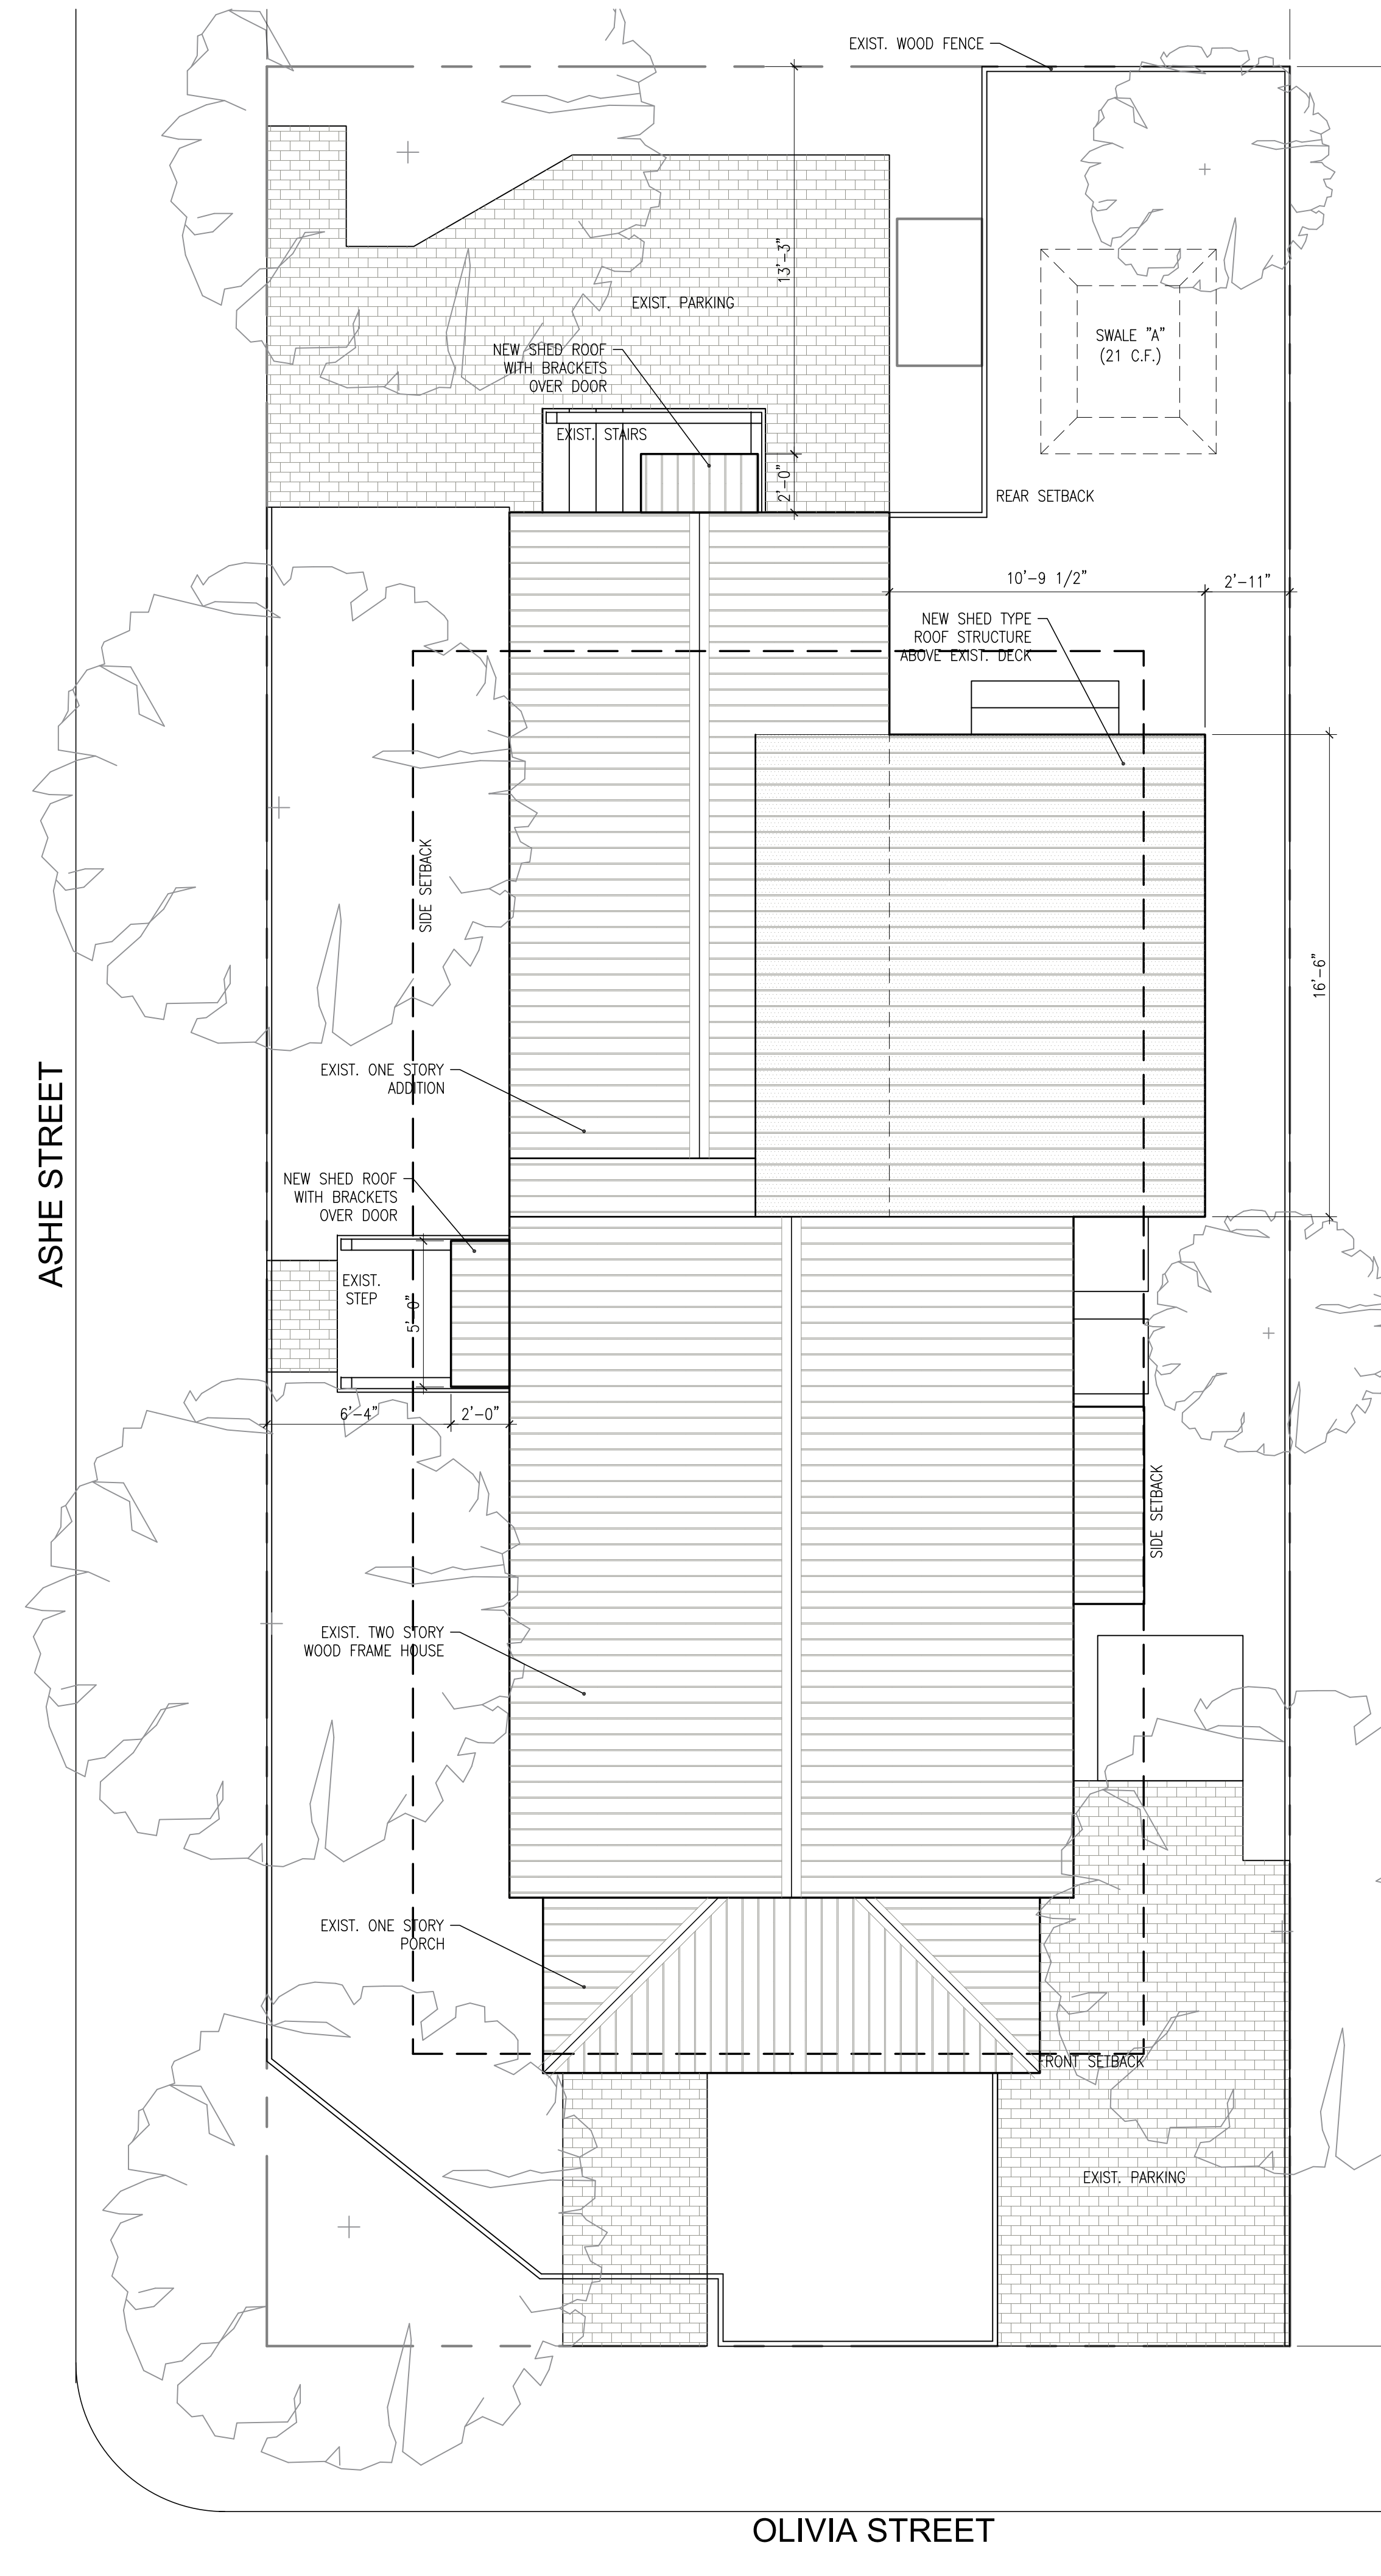 EXIST. WOOD FENCE
13'-3"
EXIST. PARKING
SWALE "A"
(21 C.F.)
NEW SHED ROOF
WITH BRACKETS
OVER DOOR
EXIST. STAIRS
2'-0"
REAR SETBACK
10'-9 1/2"
2'-11"
NEW SHED TYPE
ROOF STRUCTURE
ABOVE EXIST. DECK
SIDE SETBACK
16'-6"
EXIST. ONE STORY
ADDITION
ASHE STREET
NEW SHED ROOF
WITH BRACKETS
OVER DOOR
EXIST.
STEP
5'-0"
6'-4"
2'-0"
SIDE SETBACK
EXIST. TWO STORY
WOOD FRAME HOUSE
EXIST. ONE STORY
PORCH
FRONT SETBACK
EXIST. PARKING
OLIVIA STREET